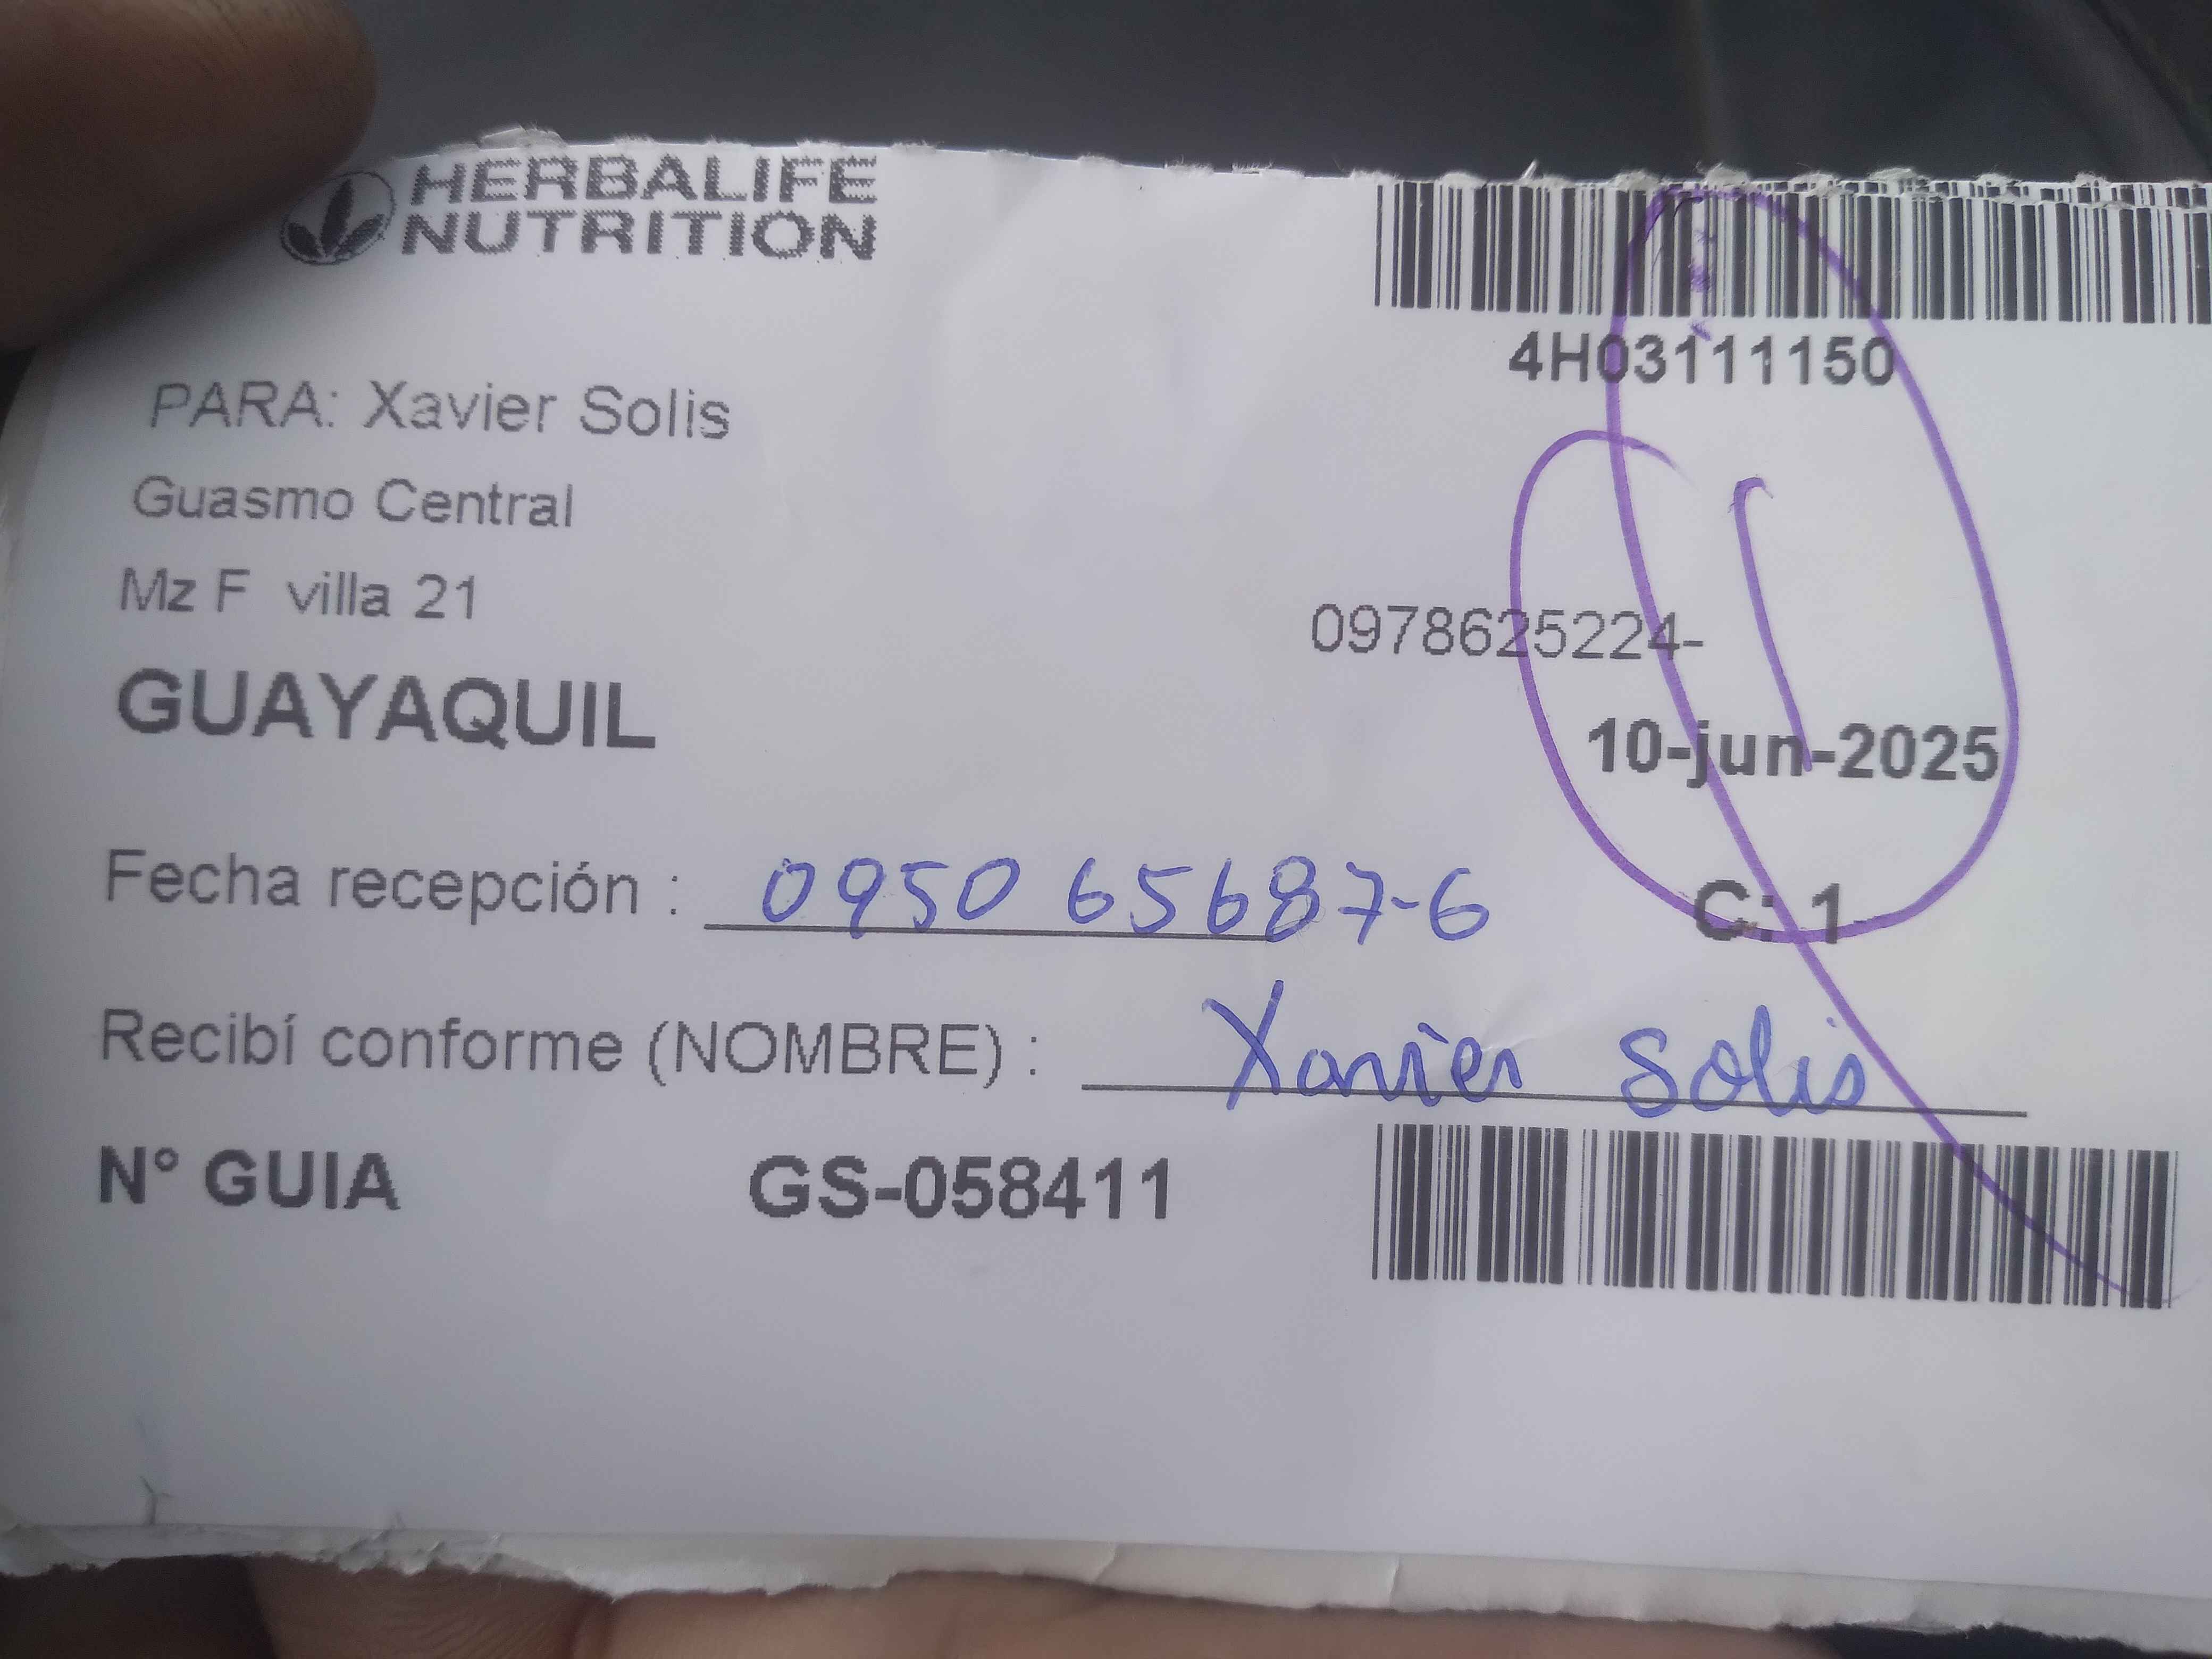 HERBALIFE
NUTRITION
4H03111150
PARA: Xavier Solis
Guasmo Central
Mz F villa 21
0978625224-
GUAYAQUIL
10-jun-2025
Fecha recepción : 0950 65687-6
C: 1
Recibí conforme (NOMBRE) : Xavier Solis
N° GUIA GS-058411